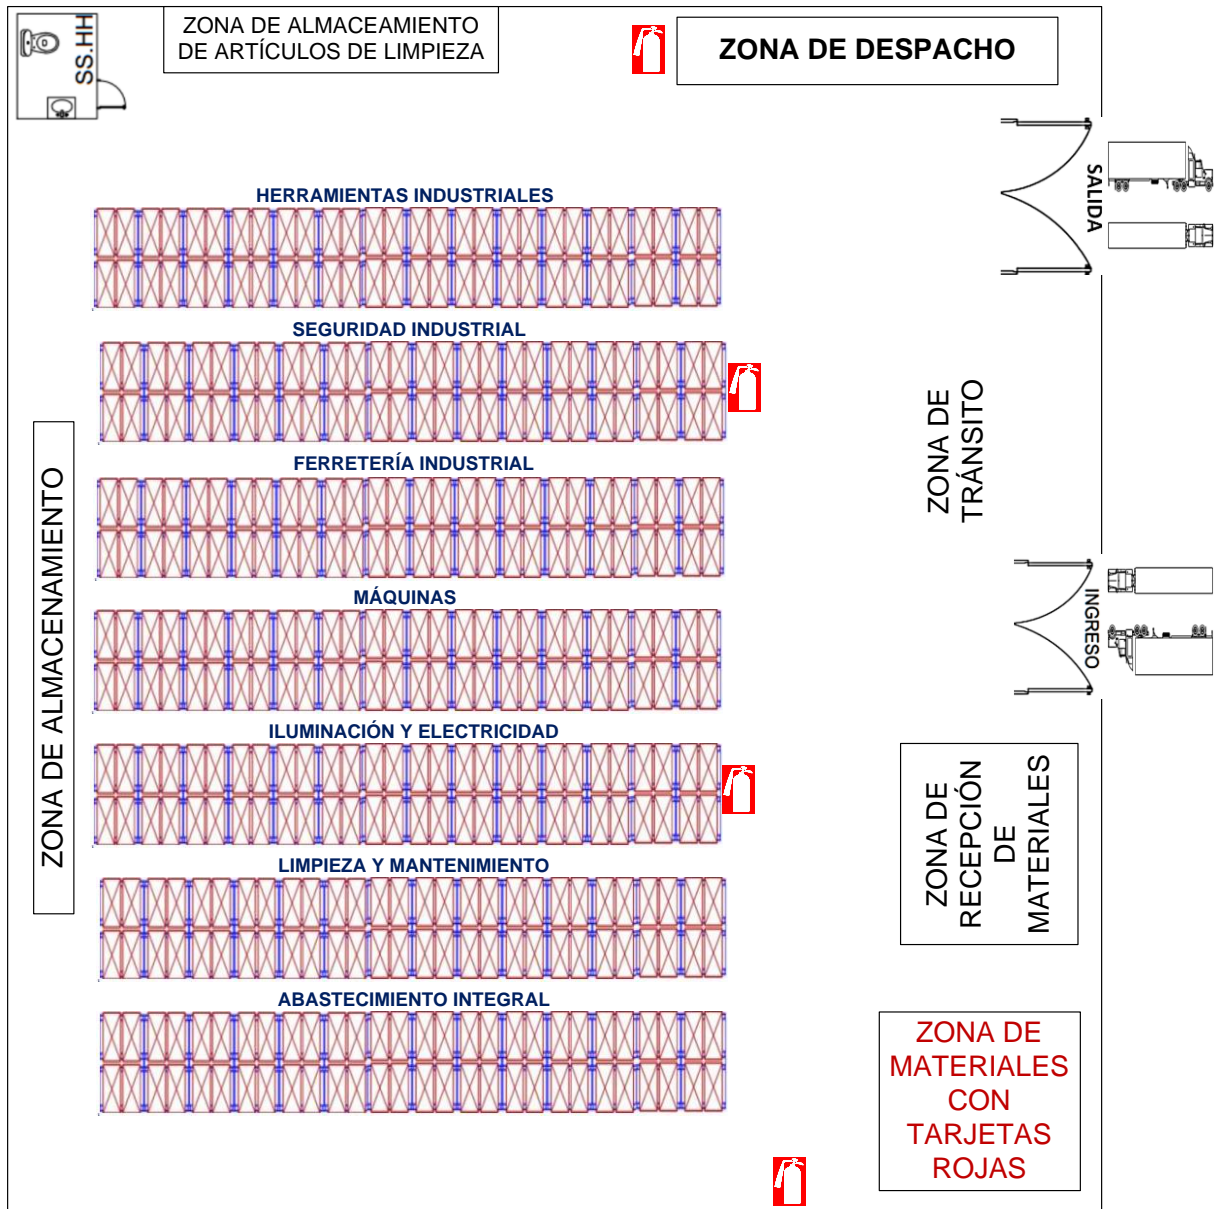 SS.HH
ZONA DE ALMACEAMIENTO
DE ARTÍCULOS DE LIMPIEZA
ZONA DE DESPACHO
SALIDA
HERRAMIENTAS INDUSTRIALES
SEGURIDAD INDUSTRIAL
FERRETERÍA INDUSTRIAL
MÁQUINAS
ILUMINACIÓN Y ELECTRICIDAD
LIMPIEZA Y MANTENIMIENTO
ABASTECIMIENTO INTEGRAL
ZONA DE ALMACENAMIENTO
ZONA DE
TRÁNSITO
INGRESO
ZONA DE
RECEPCIÓN
DE
MATERIALES
ZONA DE
MATERIALES
CON
TARJETAS
ROJAS